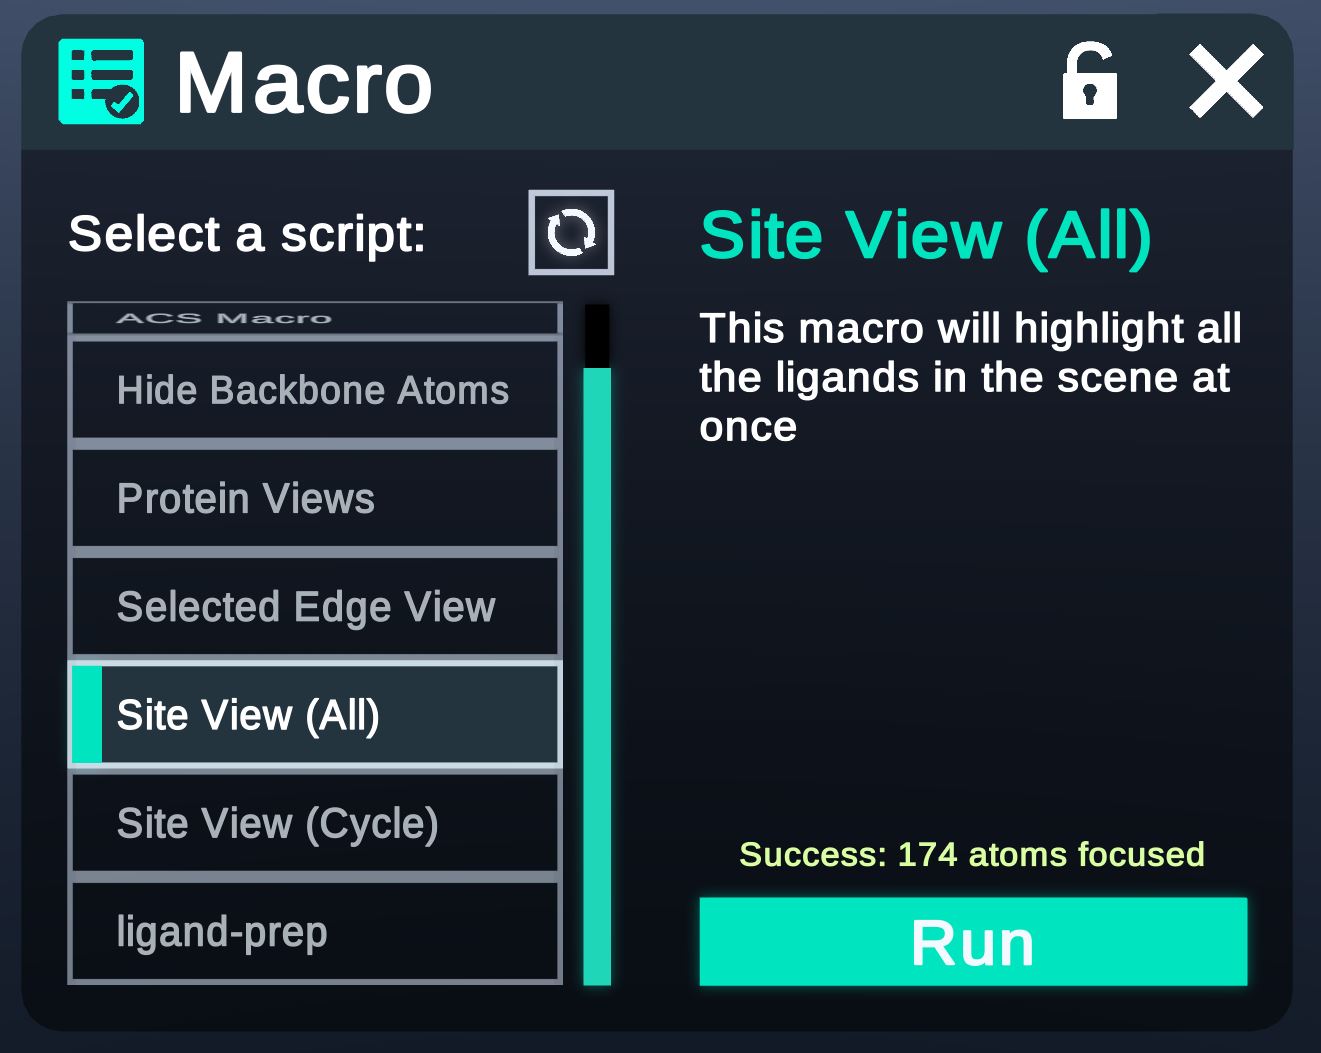 Macro
Select a script:
ACS Macro
Hide Backbone Atoms
Protein Views
Selected Edge View
Site View (All)
Site View (Cycle)
ligand-prep
Site View (All)
This macro will highlight all
the ligands in the scene at
once
Success: 174 atoms focused
Run